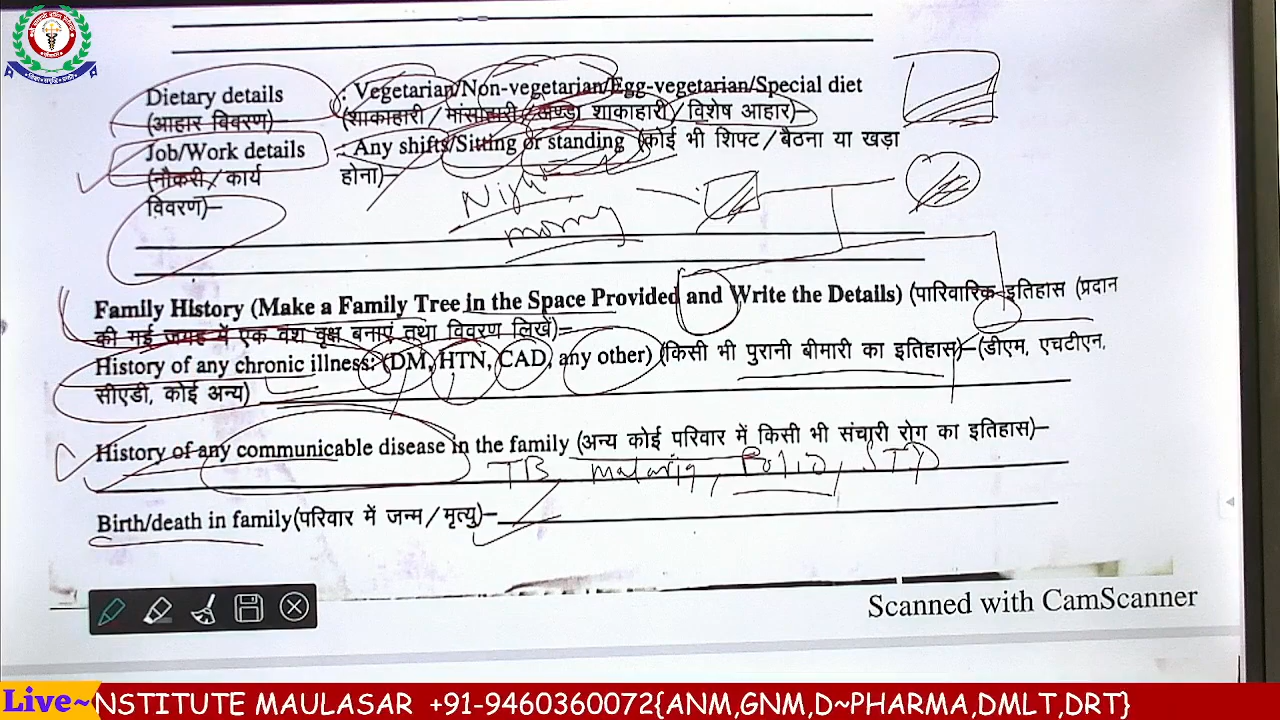 Dietary details : Vegetarian/Non-vegetarian/Egg-vegetarian/Special diet
(आहार विवरण)– (शाकाहारी / मांसाहारी / अण्डा शाकाहारी / विशेष आहार)
Job/Work details – Any shifts/Sitting or standing (कोई भी शिफ्ट / बैठना या खड़ा
(नौकरी / कार्य होना)–
विवरण)–
Night
Family History (Make a Family Tree in the Space Provided and Write the Details) (पारिवारिक इतिहास (प्रदान
की गई जगह में एक वंश वृक्ष बनाएं तथा विवरण लिखें)–
History of any chronic illness: (DM, HTN, CAD, any other) (किसी भी पुरानी बीमारी का इतिहास)–(डीएम, एचटीएन,
सीएडी, कोई अन्य)
History of any communicable disease in the family (अन्य कोई परिवार में किसी भी संचारी रोग का इतिहास)–
TB, malaria, Polio, STD
Birth/death in family(परिवार में जन्म / मृत्यु)–
Scanned with CamScanner
Live~ NSTITUTE MAULASAR +91-9460360072{ANM,GNM,D~PHARMA,DMLT,DRT}